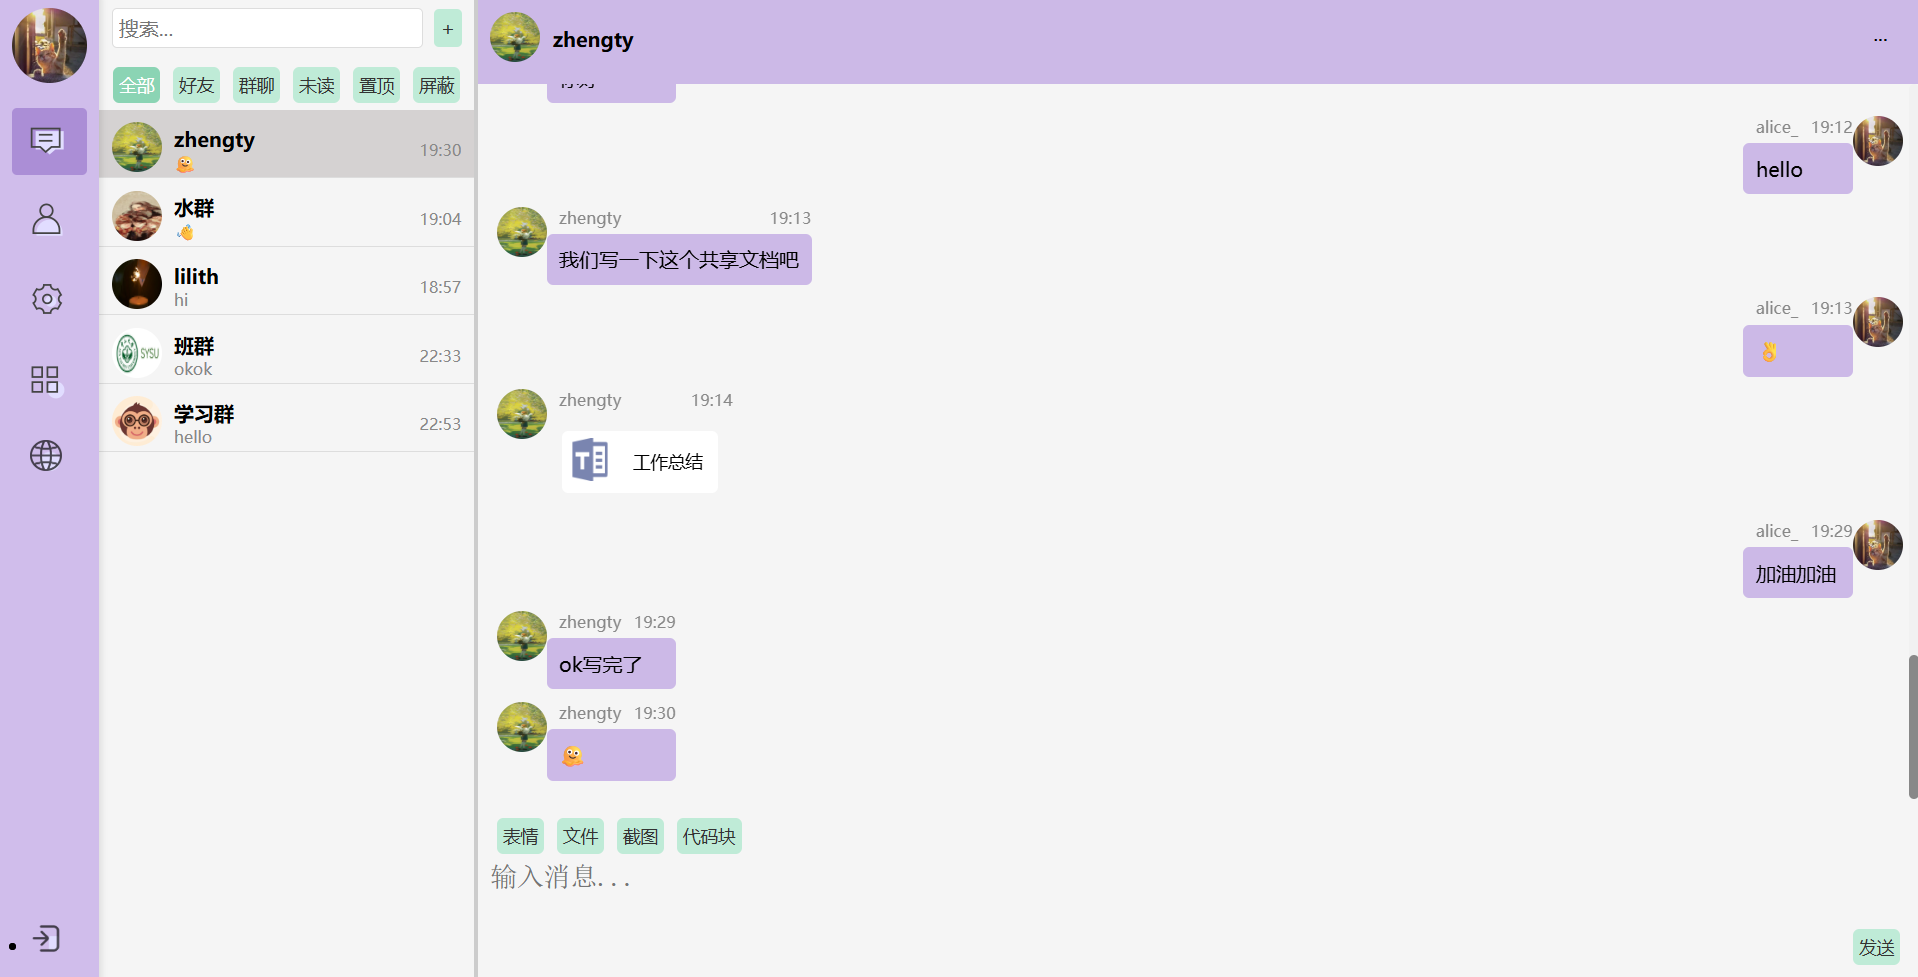 搜索...
+
全部 好友 群聊 未读 置顶 屏蔽
zhengty
19:30
水群
19:04
lilith
hi
18:57
SYSU
班群
okok
22:33
学习群
hello
22:53
zhengty
...
alice_ 19:12
hello
zhengty 19:13
我们写一下这个共享文档吧
alice_ 19:13
zhengty 19:14
T 工作总结
alice_ 19:29
加油加油
zhengty 19:29
ok写完了
zhengty 19:30
表情 文件 截图 代码块
输入消息...
发送